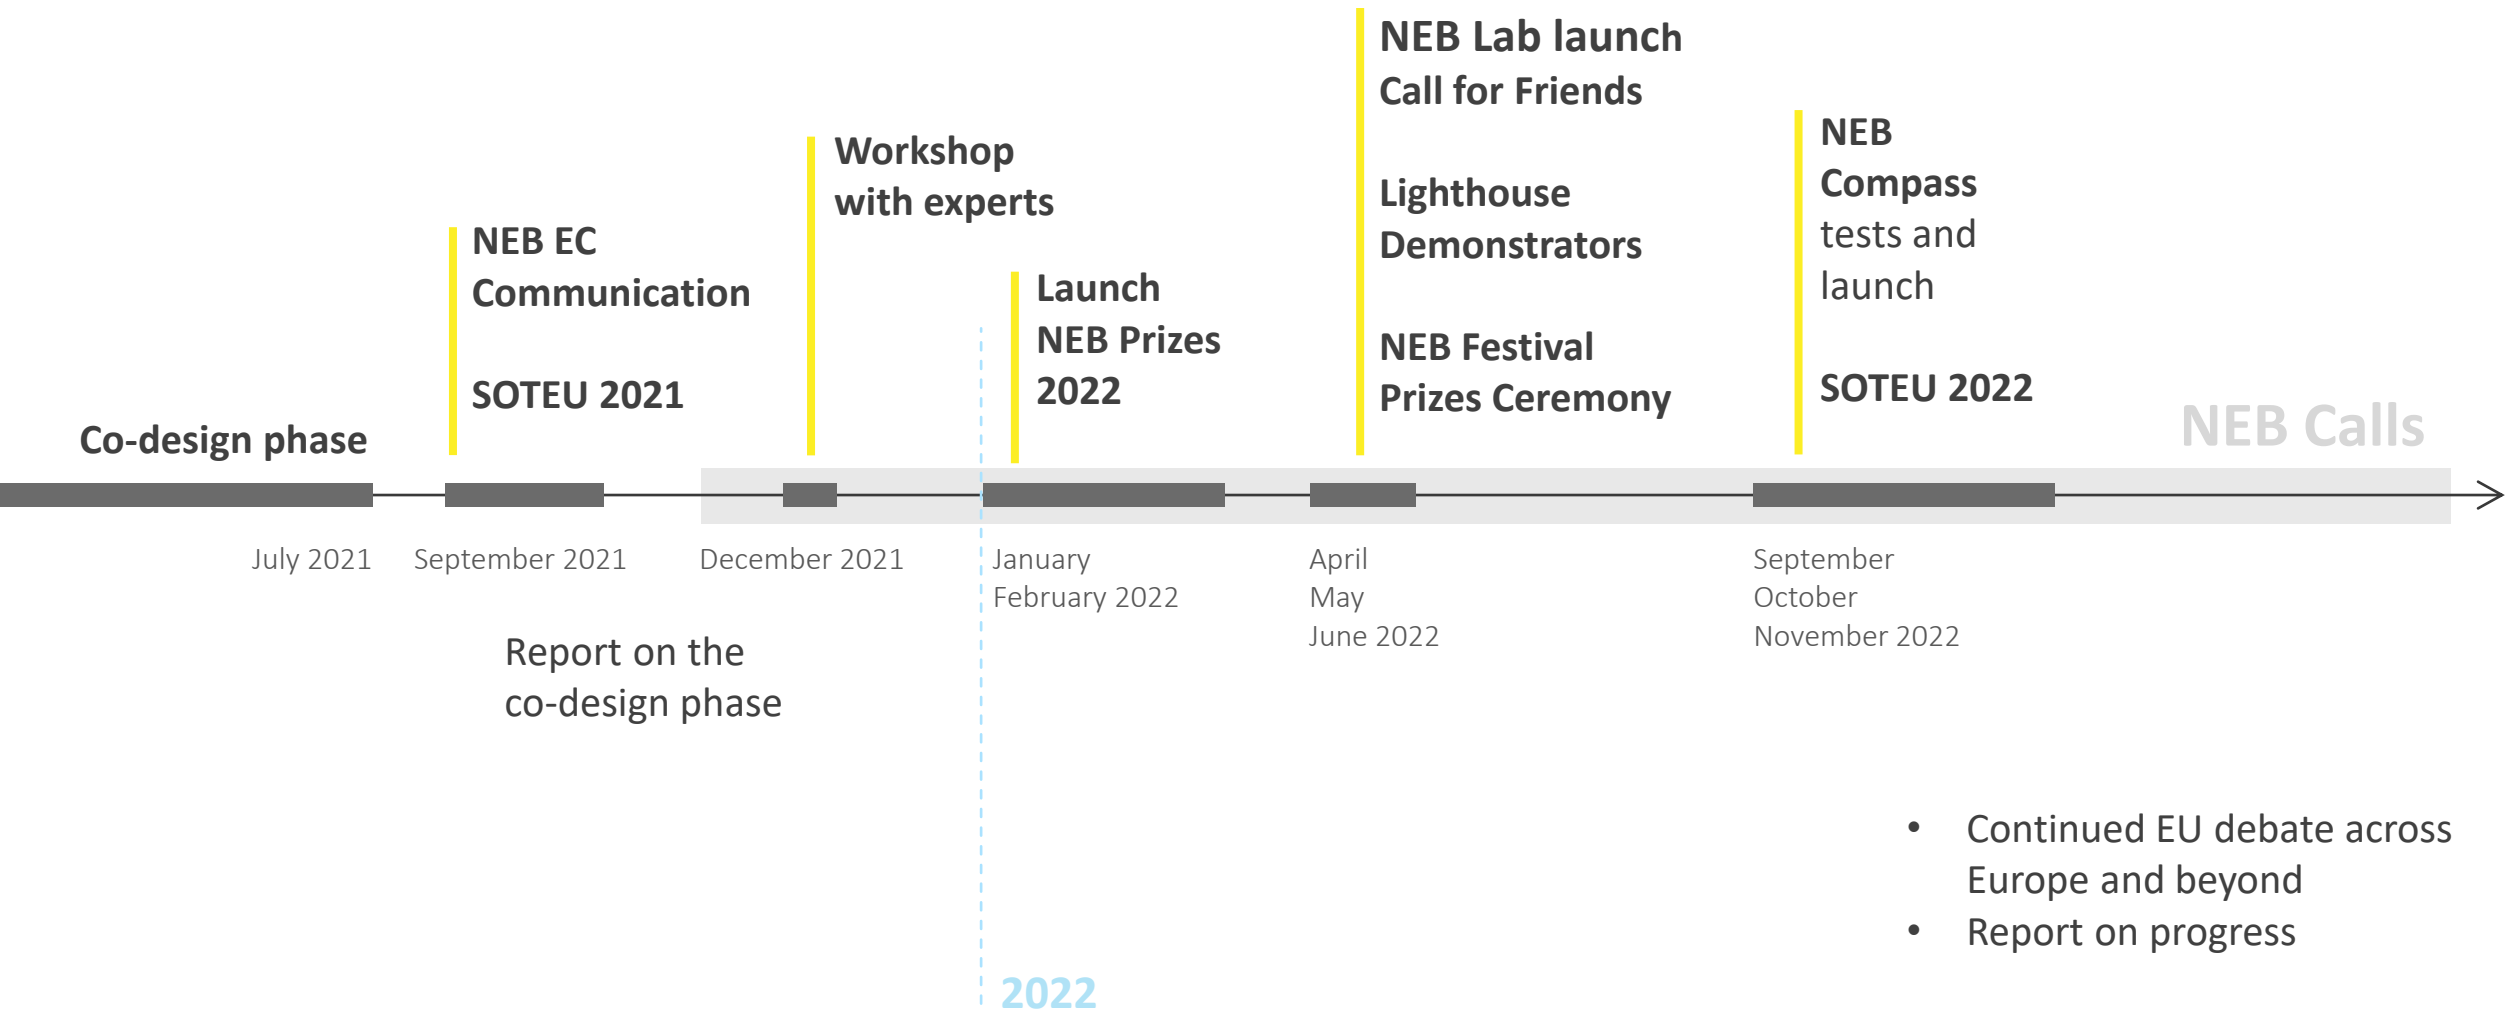 NEB Lab launch
Call for Friends
Lighthouse
Demonstrators
NEB Festival
Prizes Ceremony
NEB
Compass
tests and
launch
SOTEU 2022
Workshop
with experts
NEB EC
Communication
SOTEU 2021
Launch
NEB Prizes
2022
Co-design phase
NEB Calls
July 2021
September 2021
December 2021
January
February 2022
April
May
June 2022
September
October
November 2022
Report on the
co-design phase
• Continued EU debate across
Europe and beyond
• Report on progress
2022